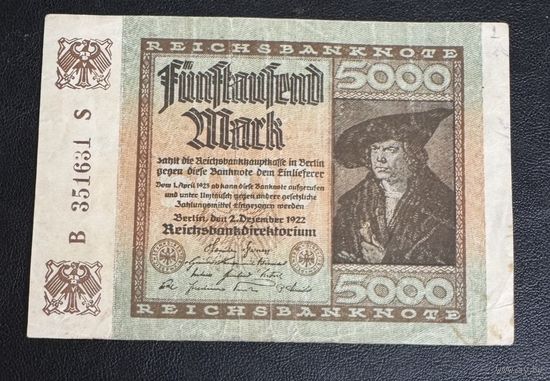 REICHSBANKNOTE
5000
Fünftausend
Mark
zahlt die Reichsbankhauptkasse in Berlin
gegen diese Banknote dem Einlieferer
Vom 1. April 1923 ab kann diese Banknote aufgerufen
und unter Umtausch gegen andere gesetzliche
Zahlungsmittel eingezogen werden
Berlin, den 2. Dezember 1922
Reichsbankdirektorium
5000
REICHSBANKNOTE
B 351631 S